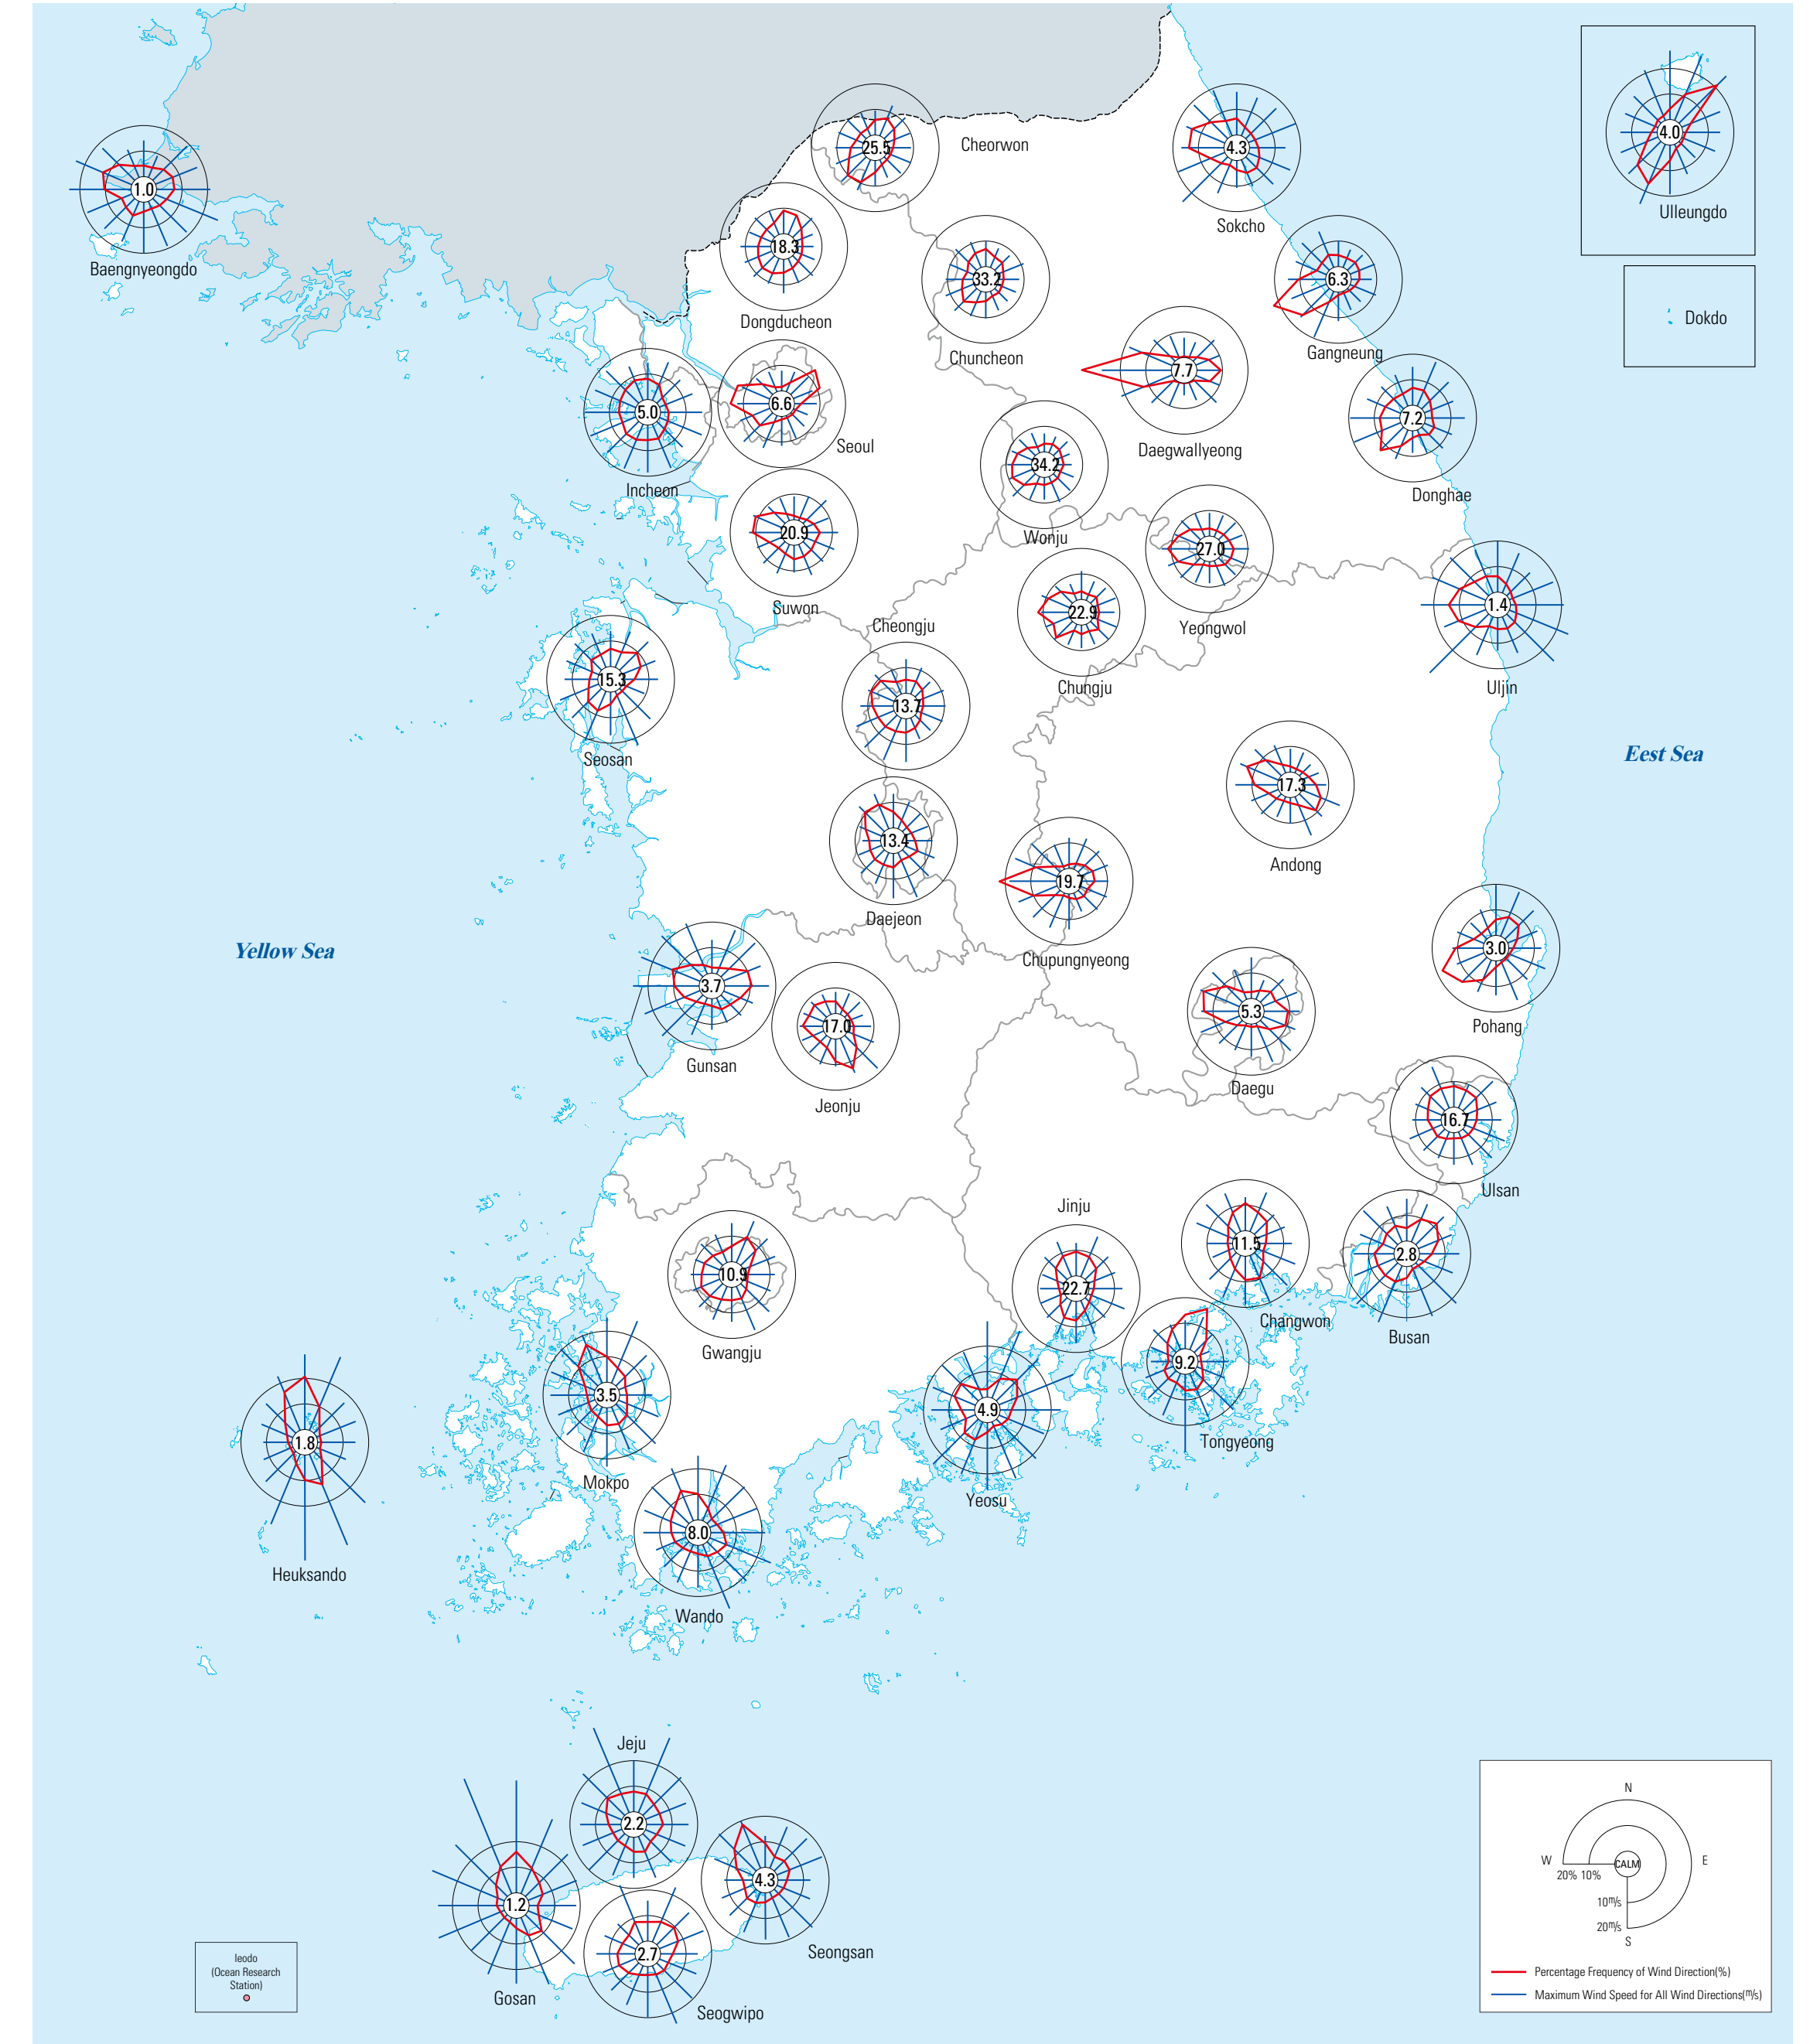 25.5
Cheorwon
4.3
Sokcho
4.0
Ulleungdo
1.0
Baengnyeongdo
18.3
Dongducheon
33.2
Chuncheon
6.3
Gangneung
Dokdo
5.0
Incheon
6.6
Seoul
7.7
Daegwallyeong
7.2
Donghae
34.2
Wonju
20.9
Suwon
27.0
Yeongwol
22.9
Chungju
1.4
Uljin
15.3
Seosan
Cheongju
13.7
17.3
Andong
Eest Sea
13.4
Daejeon
19.7
Chupungnyeong
Yellow Sea
3.0
Pohang
3.7
Gunsan
17.0
Jeonju
5.3
Daegu
16.7
Ulsan
10.9
Gwangju
Jinju
22.7
11.5
Changwon
2.8
Busan
9.2
Tongyeong
3.5
Mokpo
4.9
Yeosu
1.8
Heuksando
8.0
Wando
Jeju
2.2
1.2
Gosan
4.3
Seongsan
2.7
Seogwipo
Ieodo
(Ocean Research
Station)
N
W
E
CALM
20% 10%
10m/s
20m/s
S
Percentage Frequency of Wind Direction(%)
Maximum Wind Speed for All Wind Directions(m/s)